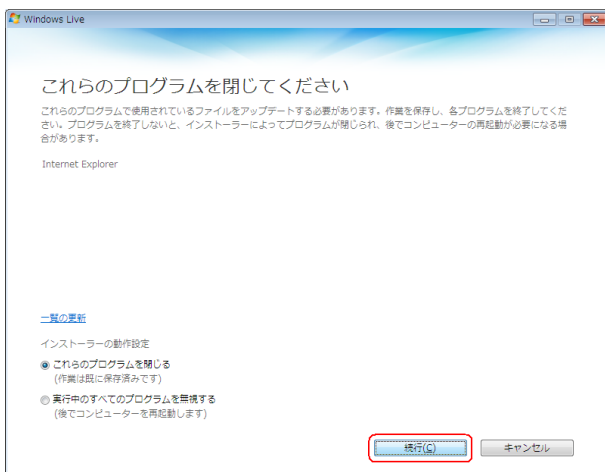 Windows Live
これらのプログラムを閉じてください
これらのプログラムで使用されているファイルをアップデートする必要があります。作業を保存し、各プログラムを終了してくだ
さい。プログラムを終了しないと、インストーラーによってプログラムが閉じられ、後でコンピューターの再起動が必要になる場
合があります。
Internet Explorer
一覧の更新
インストーラーの動作設定
これらのプログラムを閉じる
(作業は既に保存済みです)
実行中のすべてのプログラムを無視する
(後でコンピューターを再起動します)
続行(C) キャンセル